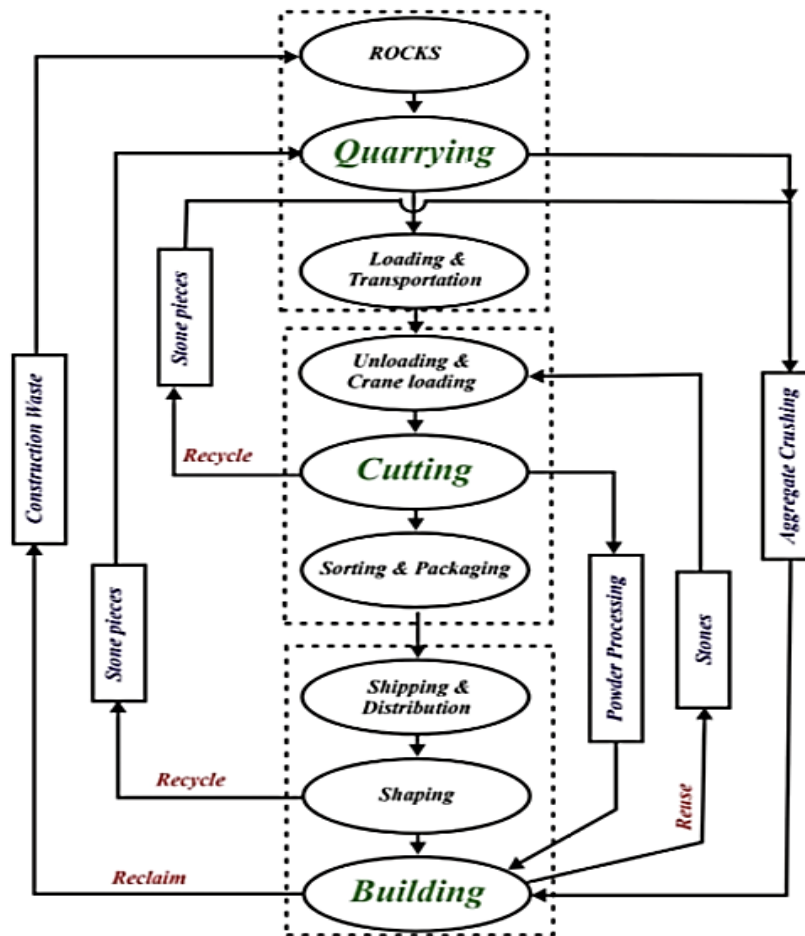 ROCKS
Quarrying
Loading &
Transportation
Stone pieces
Unloading &
Crane loading
Construction Waste
Recycle
Cutting
Aggregate Crushing
Sorting & Packaging
Stone pieces
Powder Processing
Stones
Shipping &
Distribution
Recycle
Shaping
Reuse
Reclaim
Building